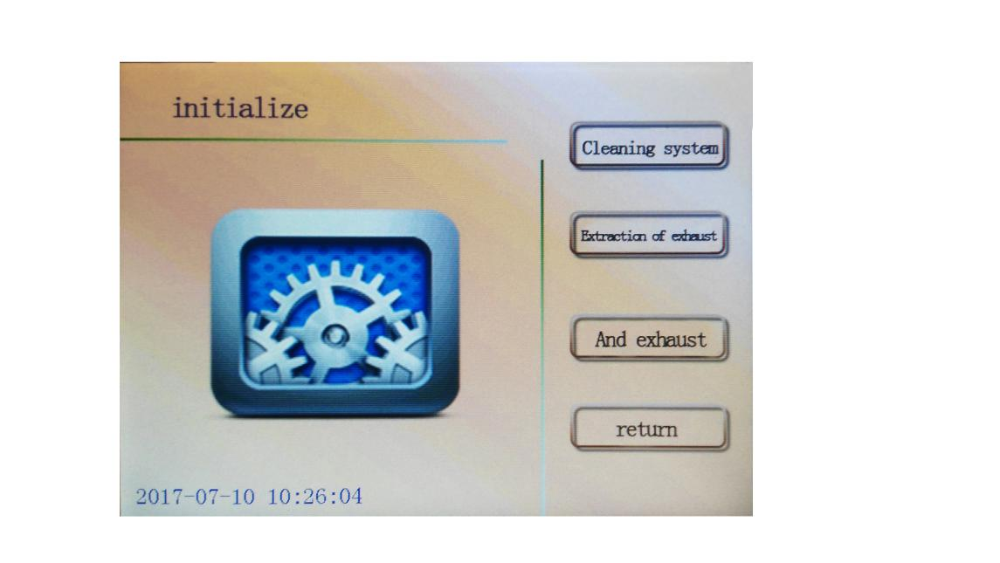 initialize
Cleaning system
Extraction of exhaust
And exhaust
return
2017-07-10 10:26:04